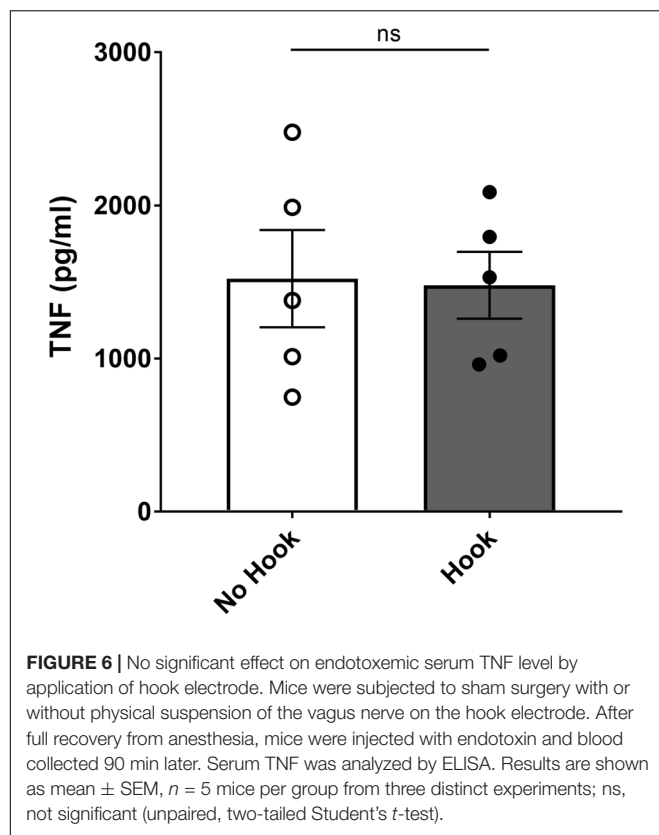 ns
3000
2000
1000
0
TNF (pg/ml)
No Hook
Hook
FIGURE 6 | No significant effect on endotoxemic serum TNF level by
application of hook electrode. Mice were subjected to sham surgery with or
without physical suspension of the vagus nerve on the hook electrode. After
full recovery from anesthesia, mice were injected with endotoxin and blood
collected 90 min later. Serum TNF was analyzed by ELISA. Results are shown
as mean ± SEM, n = 5 mice per group from three distinct experiments; ns,
not significant (unpaired, two-tailed Student's t-test).